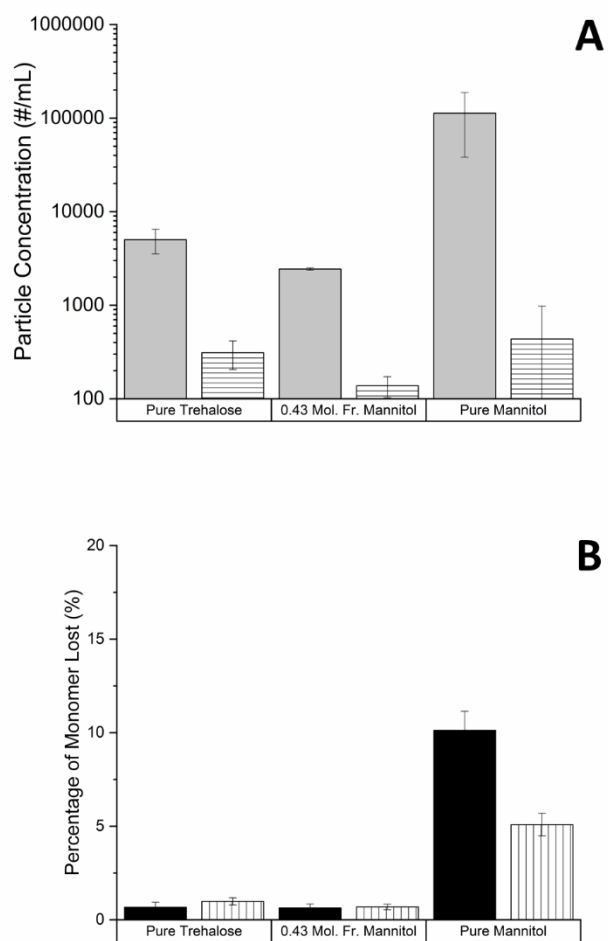 A
1000000
100000
10000
1000
100
Particle Concentration (#/mL)
Pure Trehalose
0.43 Mol. Fr. Mannitol
Pure Mannitol
B
20
15
10
5
0
Percentage of Monomer Lost (%)
Pure Trehalose
0.43 Mol. Fr. Mannitol
Pure Mannitol